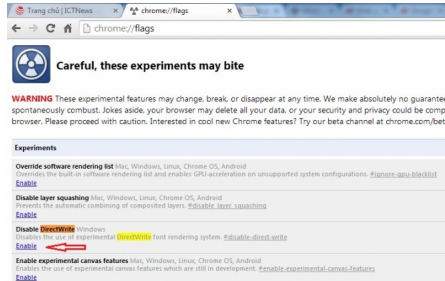 Trang chủ | ICTNews
chrome://flags
chrome://flags
Careful, these experiments may bite
WARNING These experimental features may change, break, or disappear at any time. We make absolutely no guarantee
spontaneously combust. Jokes aside, your browser may delete all your data, or your security and privacy could be comp
browser. Please proceed with caution. Interested in cool new Chrome features? Try our beta channel at chrome.com/bet
Experiments
Override software rendering list Mac, Windows, Linux, Chrome OS, Android
Overrides the built-in software rendering list and enables GPU-acceleration on unsupported system configurations. #ignore-gpu-blacklist
Enable
Disable layer squashing Mac, Windows, Linux, Chrome OS, Android
Prevents the automatic combining of composited layers. #disable_layer_squashing
Enable
Disable DirectWrite Windows
Disables the use of experimental DirectWrite font rendering system. #disable-direct-write
Enable
Enable experimental canvas features Mac, Windows, Linux, Chrome OS, Android
Enables the use of experimental canvas features which are still in development. #enable-experimental-canvas-features
Enable